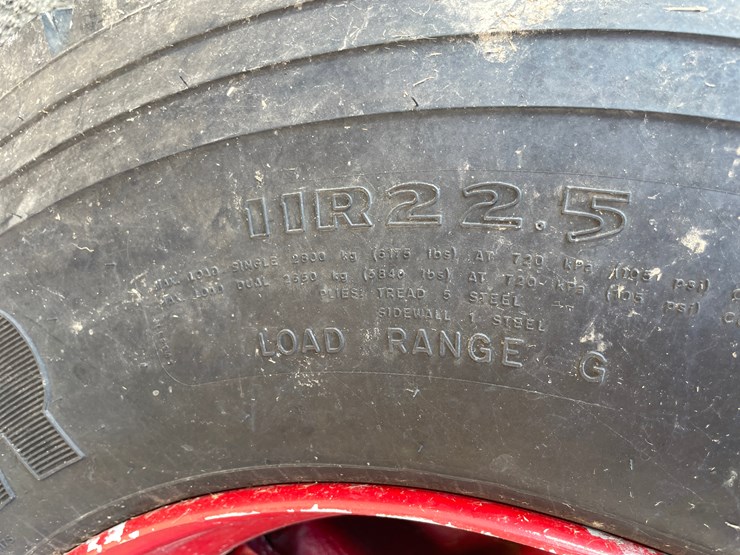 11R22.5
MAX. LOAD SINGLE 2800 kg (6175 lbs) AT 720 kPa (105 psi)
MAX. LOAD DUAL 2650 kg (5840 lbs) AT 720 kPa (105 psi)
PLIES: TREAD 5 STEEL
SIDEWALL 1 STEEL
LOAD RANGE G